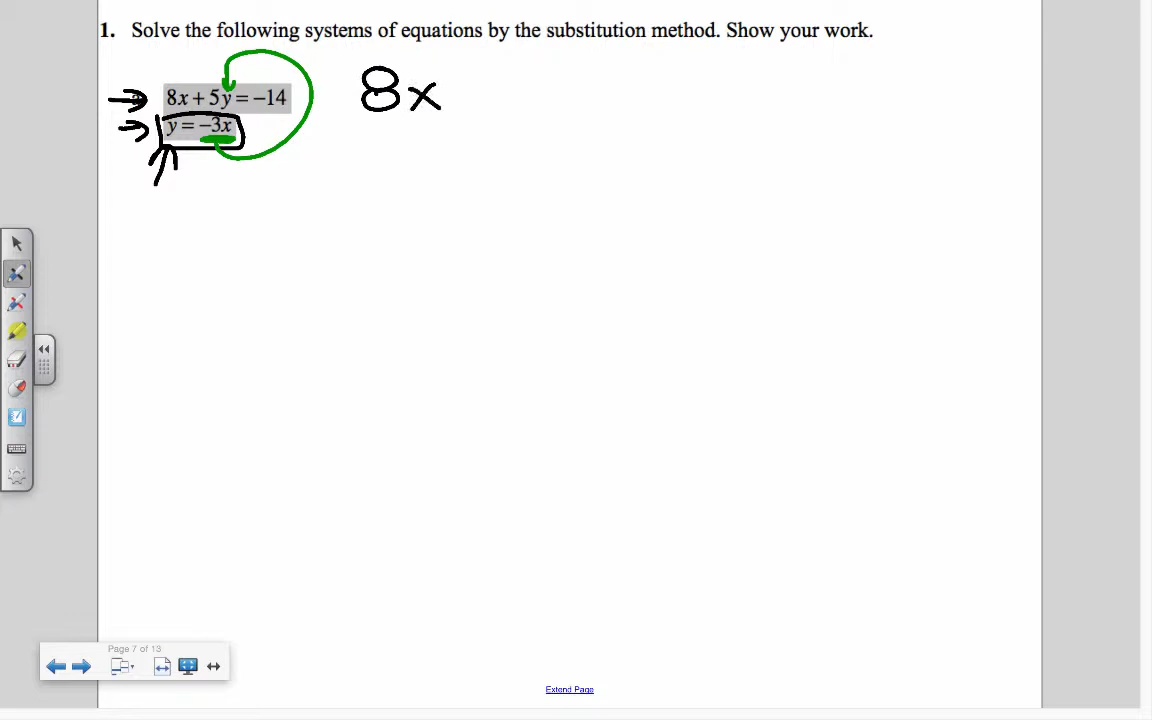 1. Solve the following systems of equations by the substitution method. Show your work.
8x + 5y = −14
8x
y = −3x
Page 7 of 13
Extend Page